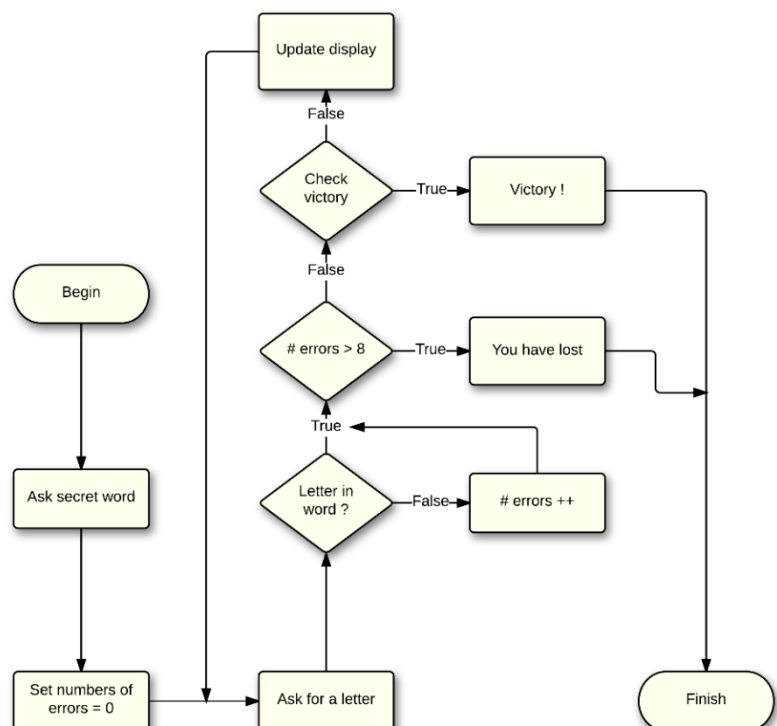 Update display
False
Check
victory
True
Victory !
False
Begin
# errors > 8
True
You have lost
True
Ask secret word
Letter in
word ?
False
# errors ++
Set numbers of
errors = 0
Ask for a letter
Finish